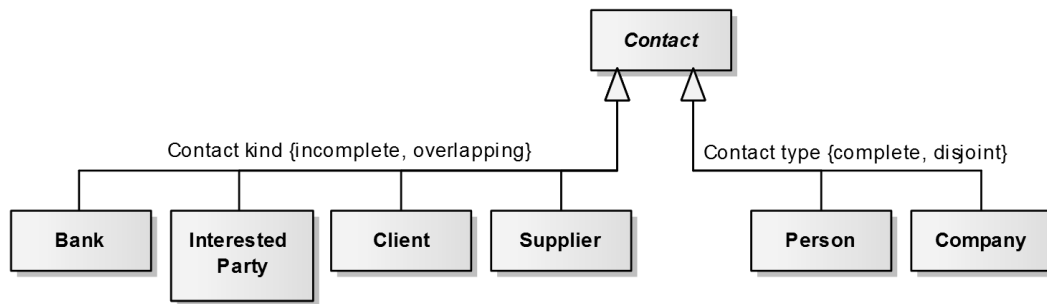 Contact
Contact kind {incomplete, overlapping}
Contact type {complete, disjoint}
Bank
Interested
Party
Client
Supplier
Person
Company